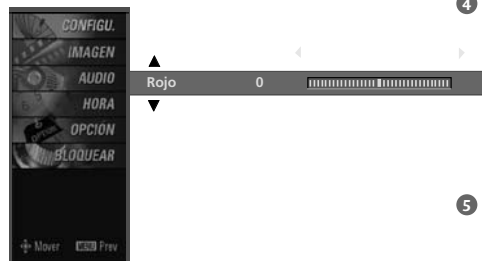 4
CONFIGU.
IMAGEN
AUDIO
Rojo 0
HORA
OPCION
BLOQUEAR
5
Mover MENU Prev